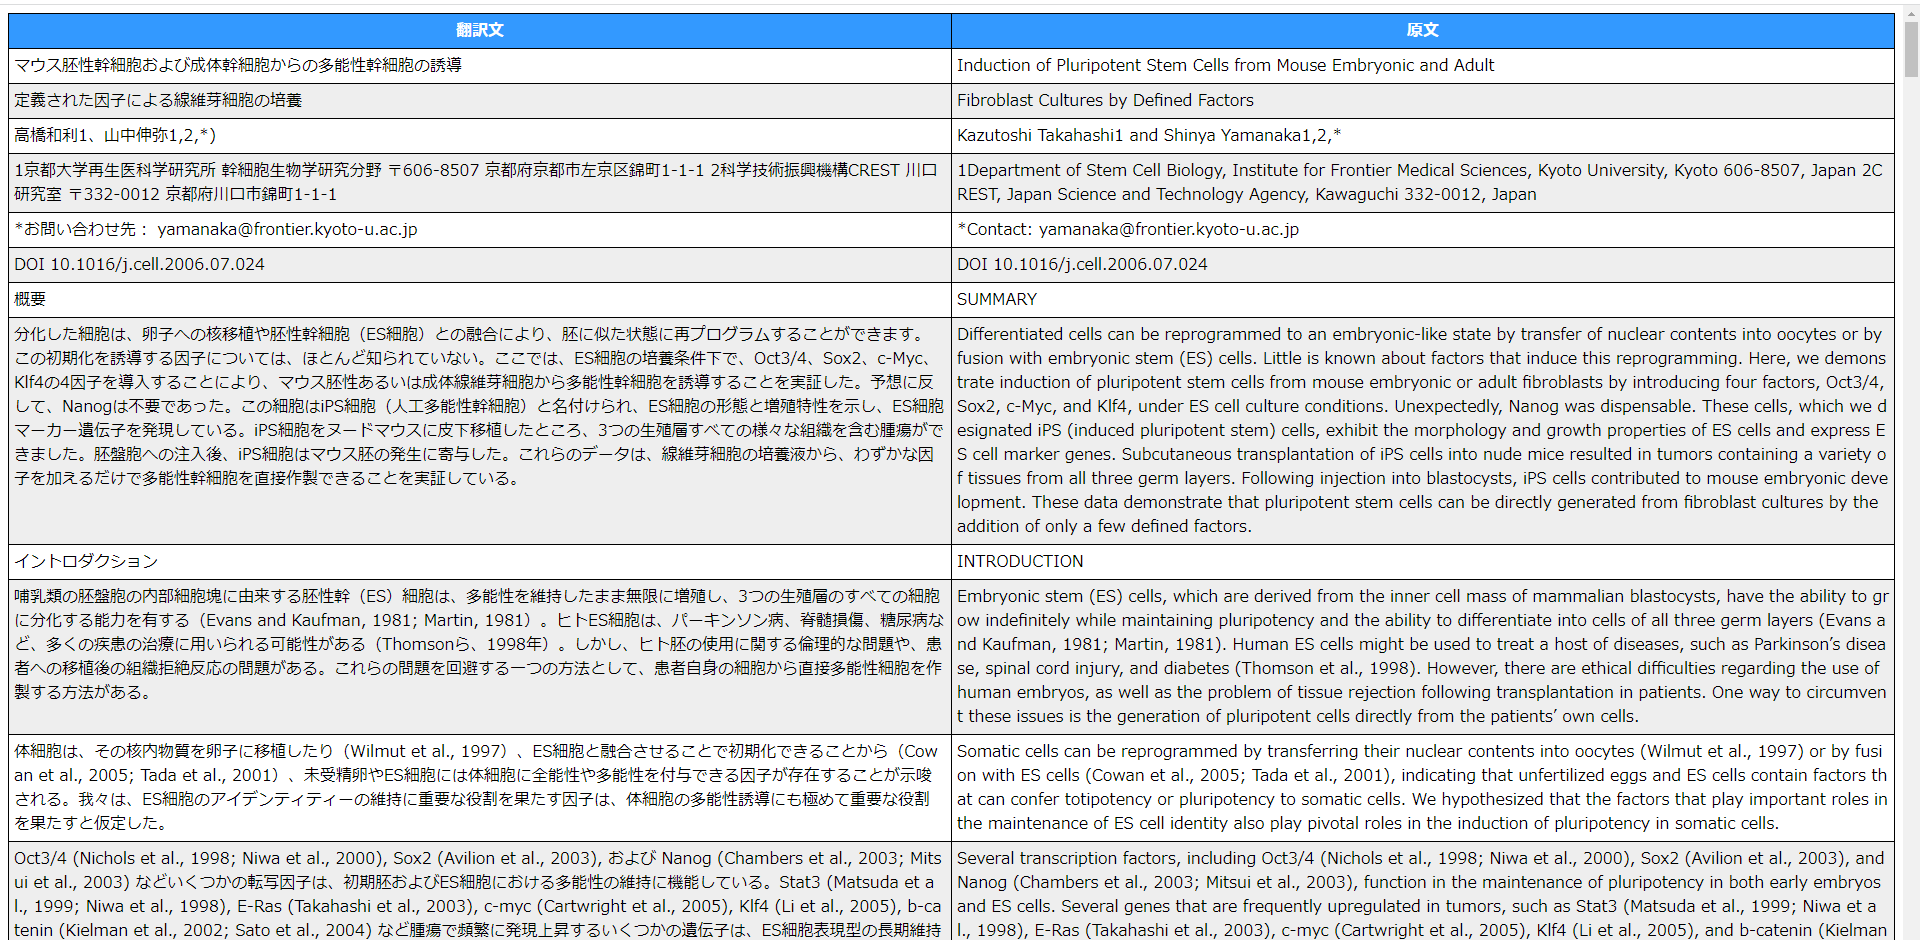 翻訳文
原文
マウス胚性幹細胞および成体幹細胞からの多能性幹細胞の誘導
Induction of Pluripotent Stem Cells from Mouse Embryonic and Adult
定義された因子による線維芽細胞の培養
Fibroblast Cultures by Defined Factors
高橋和利1、山中伸弥1,2,*)
Kazutoshi Takahashi1 and Shinya Yamanaka1,2,*
1京都大学再生医科学研究所 幹細胞生物学研究分野 〒606-8507 京都府京都市左京区錦町1-1-1 2科学技術振興機構CREST 川口
研究室 〒332-0012 京都府川口市錦町1-1-1
1Department of Stem Cell Biology, Institute for Frontier Medical Sciences, Kyoto University, Kyoto 606-8507, Japan 2C
REST, Japan Science and Technology Agency, Kawaguchi 332-0012, Japan
*お問い合わせ先： yamanaka@frontier.kyoto-u.ac.jp
*Contact: yamanaka@frontier.kyoto-u.ac.jp
DOI 10.1016/j.cell.2006.07.024
DOI 10.1016/j.cell.2006.07.024
概要
SUMMARY
分化した細胞は、卵子への核移植や胚性幹細胞（ES細胞）との融合により、胚に似た状態に再プログラムすることができます。
この初期化を誘導する因子については、ほとんど知られていない。ここでは、ES細胞の培養条件下で、Oct3/4、Sox2、c-Myc、
Klf4の4因子を導入することにより、マウス胚性あるいは成体線維芽細胞から多能性幹細胞を誘導することを実証した。予想に反
して、Nanogは不要であった。この細胞はiPS細胞（人工多能性幹細胞）と名付けられ、ES細胞の形態と増殖特性を示し、ES細胞
マーカー遺伝子を発現している。iPS細胞をヌードマウスに皮下移植したところ、3つの生殖層すべての様々な組織を含む腫瘍がで
きました。胚盤胞への注入後、iPS細胞はマウス胚の発生に寄与した。これらのデータは、線維芽細胞の培養液から、わずかな因
子を加えるだけで多能性幹細胞を直接作製できることを実証している。
Differentiated cells can be reprogrammed to an embryonic-like state by transfer of nuclear contents into oocytes or by
fusion with embryonic stem (ES) cells. Little is known about factors that induce this reprogramming. Here, we demons
trate induction of pluripotent stem cells from mouse embryonic or adult fibroblasts by introducing four factors, Oct3/4,
Sox2, c-Myc, and Klf4, under ES cell culture conditions. Unexpectedly, Nanog was dispensable. These cells, which we d
esignated iPS (induced pluripotent stem) cells, exhibit the morphology and growth properties of ES cells and express E
S cell marker genes. Subcutaneous transplantation of iPS cells into nude mice resulted in tumors containing a variety o
f tissues from all three germ layers. Following injection into blastocysts, iPS cells contributed to mouse embryonic deve
lopment. These data demonstrate that pluripotent stem cells can be directly generated from fibroblast cultures by the
addition of only a few defined factors.
イントロダクション
INTRODUCTION
哺乳類の胚盤胞の内部細胞塊に由来する胚性幹（ES）細胞は、多能性を維持したまま無限に増殖し、3つの生殖層のすべての細胞
に分化する能力を有する（Evans and Kaufman, 1981; Martin, 1981）。ヒトES細胞は、パーキンソン病、脊髄損傷、糖尿病な
ど、多くの疾患の治療に用いられる可能性がある（Thomsonら、1998年）。しかし、ヒト胚の使用に関する倫理的な問題や、患
者への移植後の組織拒絶反応の問題がある。これらの問題を回避する一つの方法として、患者自身の細胞から直接多能性細胞を作
製する方法がある。
Embryonic stem (ES) cells, which are derived from the inner cell mass of mammalian blastocysts, have the ability to gr
ow indefinitely while maintaining pluripotency and the ability to differentiate into cells of all three germ layers (Evans a
nd Kaufman, 1981; Martin, 1981). Human ES cells might be used to treat a host of diseases, such as Parkinson’s disea
se, spinal cord injury, and diabetes (Thomson et al., 1998). However, there are ethical difficulties regarding the use of
human embryos, as well as the problem of tissue rejection following transplantation in patients. One way to circumven
t these issues is the generation of pluripotent cells directly from the patients’ own cells.
体細胞は、その核内物質を卵子に移植したり（Wilmut et al., 1997）、ES細胞と融合させることで初期化できることから（Cow
an et al., 2005; Tada et al., 2001）、未受精卵やES細胞には体細胞に全能性や多能性を付与できる因子が存在することが示唆
される。我々は、ES細胞のアイデンティティーの維持に重要な役割を果たす因子は、体細胞の多能性誘導にも極めて重要な役割
を果たすと仮定した。
Somatic cells can be reprogrammed by transferring their nuclear contents into oocytes (Wilmut et al., 1997) or by fusi
on with ES cells (Cowan et al., 2005; Tada et al., 2001), indicating that unfertilized eggs and ES cells contain factors th
at can confer totipotency or pluripotency to somatic cells. We hypothesized that the factors that play important roles in
the maintenance of ES cell identity also play pivotal roles in the induction of pluripotency in somatic cells.
Oct3/4 (Nichols et al., 1998; Niwa et al., 2000), Sox2 (Avilion et al., 2003), および Nanog (Chambers et al., 2003; Mits
ui et al., 2003) などいくつかの転写因子は、初期胚およびES細胞における多能性の維持に機能している。Stat3 (Matsuda et a
l., 1999; Niwa et al., 1998), E-Ras (Takahashi et al., 2003), c-myc (Cartwright et al., 2005), Klf4 (Li et al., 2005), b-ca
tenin (Kielman et al., 2002; Sato et al., 2004) など腫瘍で頻繁に発現上昇するいくつかの遺伝子は、ES細胞表現型の長期維持
Several transcription factors, including Oct3/4 (Nichols et al., 1998; Niwa et al., 2000), Sox2 (Avilion et al., 2003), and
Nanog (Chambers et al., 2003; Mitsui et al., 2003), function in the maintenance of pluripotency in both early embryos
and ES cells. Several genes that are frequently upregulated in tumors, such as Stat3 (Matsuda et al., 1999; Niwa et a
l., 1998), E-Ras (Takahashi et al., 2003), c-myc (Cartwright et al., 2005), Klf4 (Li et al., 2005), and b-catenin (Kielman